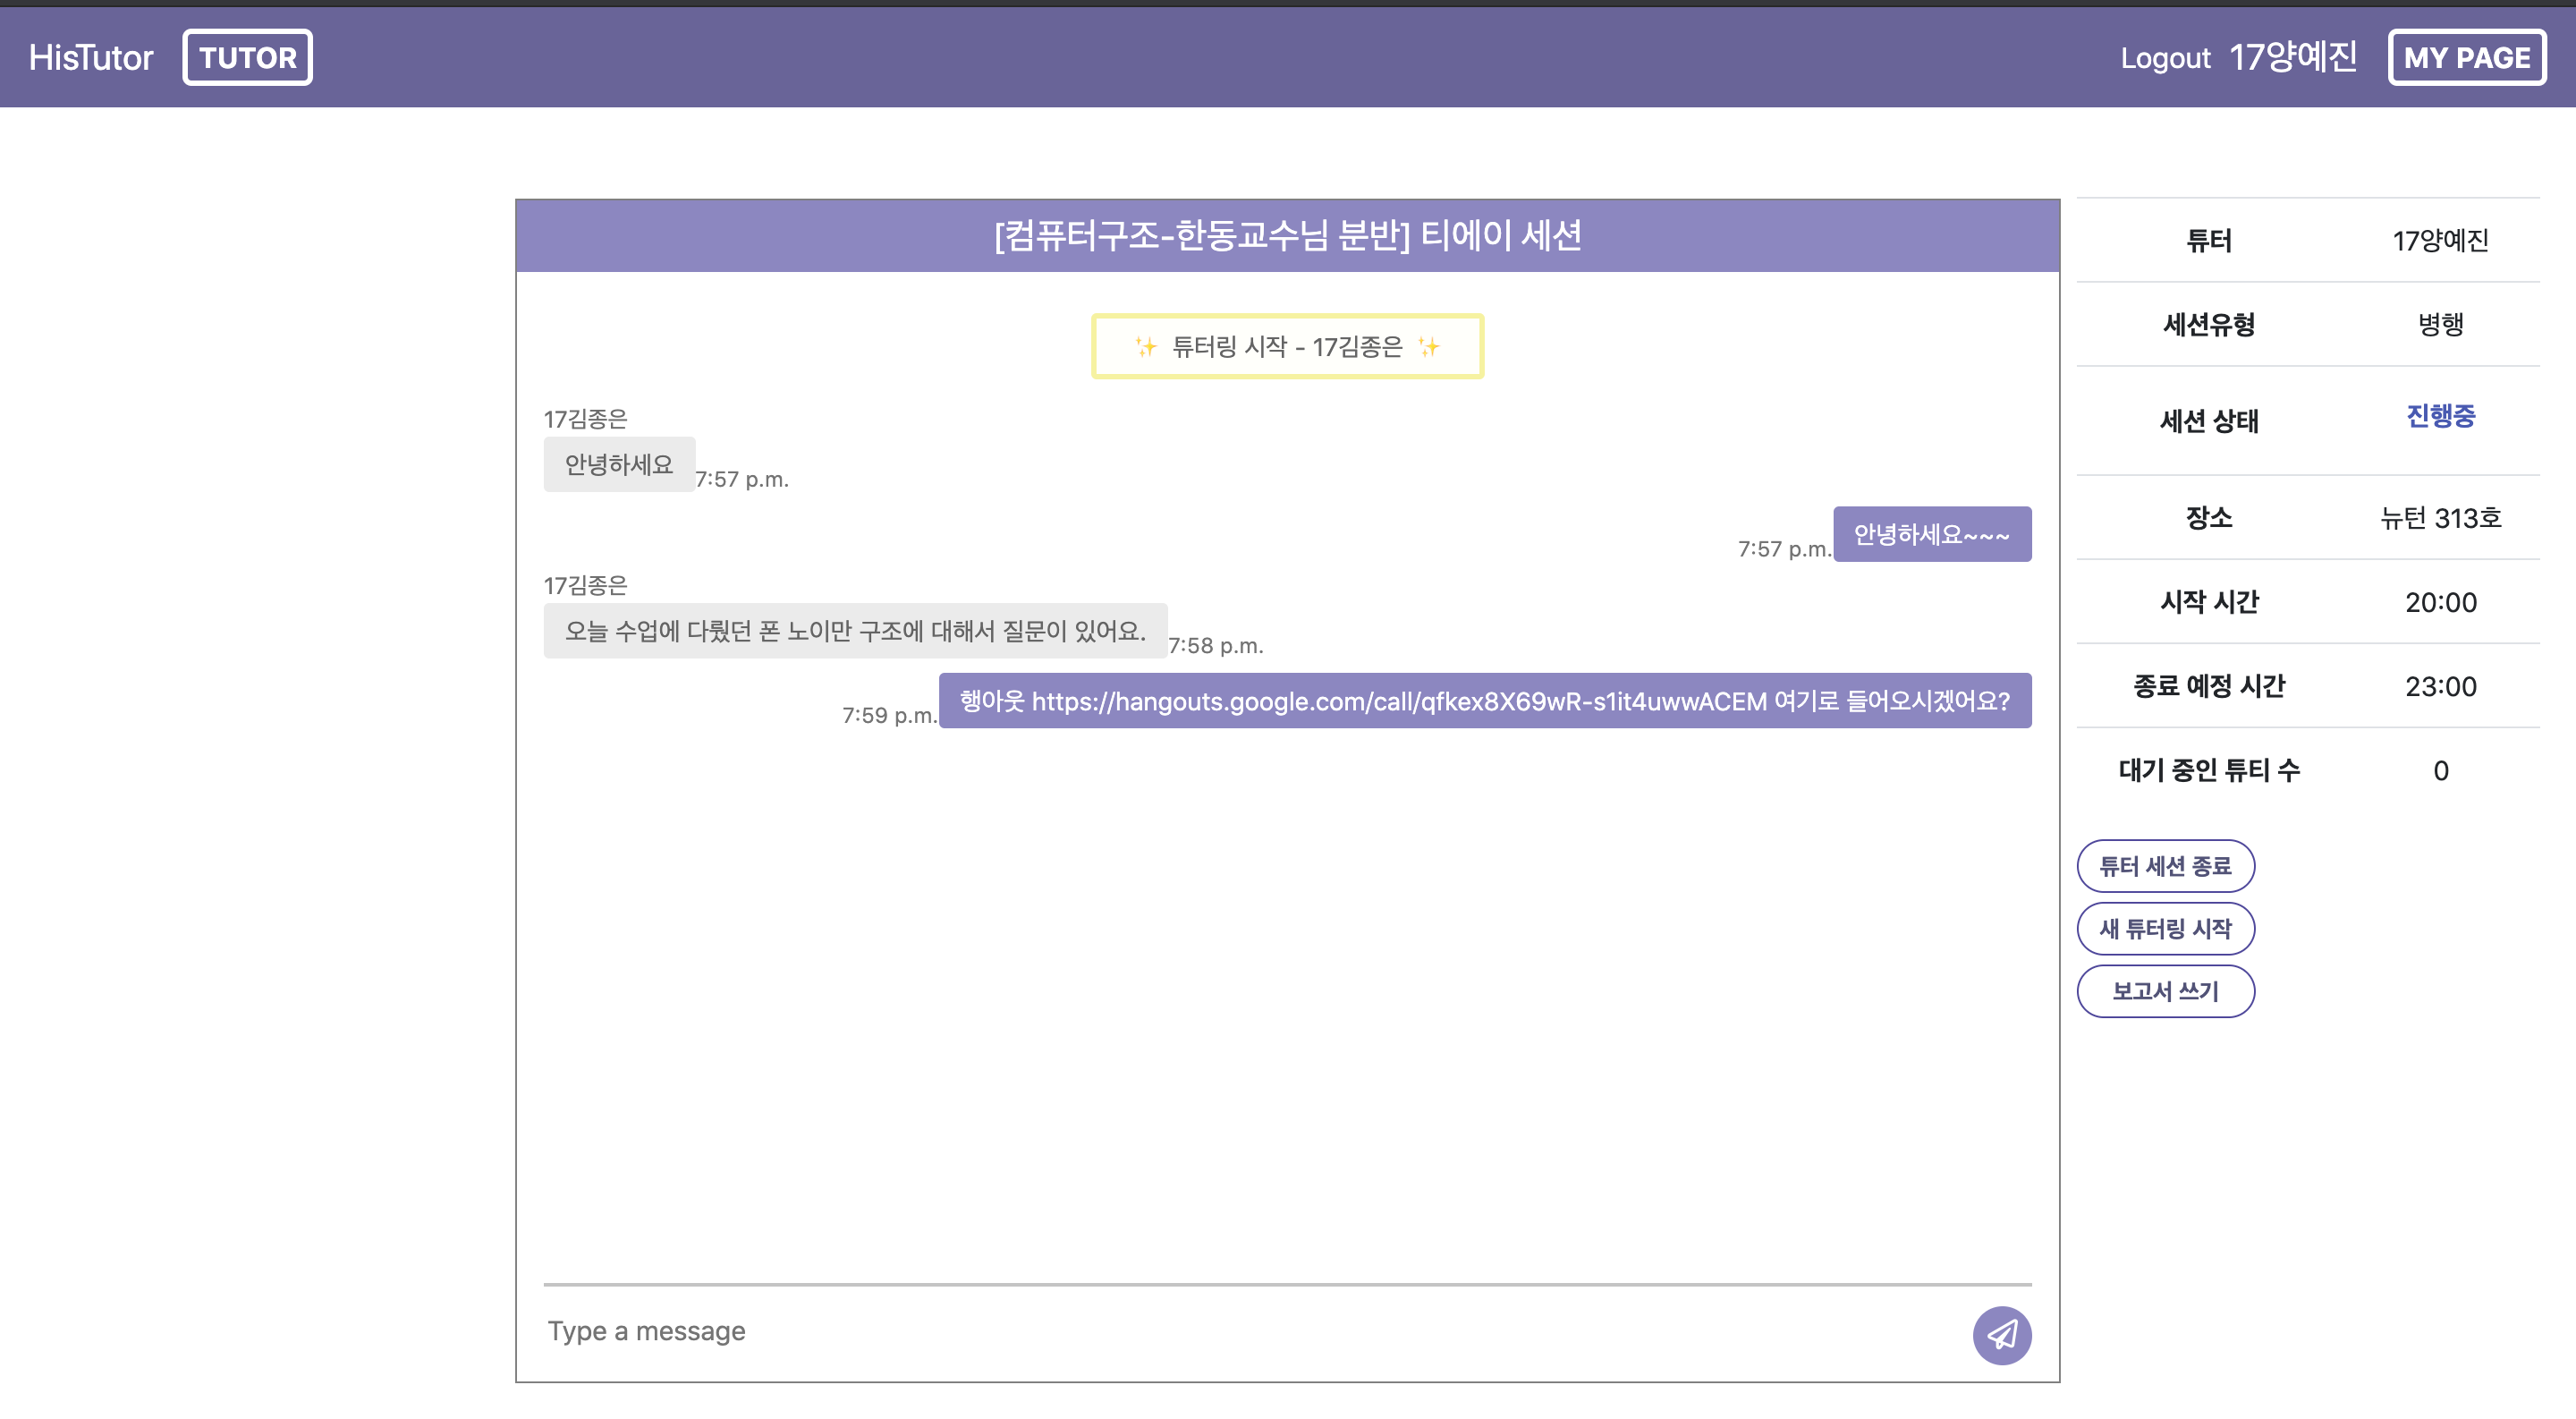 HisTutor TUTOR Logout 17양예진 MY PAGE
[컴퓨터구조-한동교수님 분반] 티에이 세션
✨ 튜터링 시작 - 17김종은 ✨
17김종은
안녕하세요 7:57 p.m.
7:57 p.m. 안녕하세요~~~
17김종은
오늘 수업에 다뤘던 폰 노이만 구조에 대해서 질문이 있어요. 7:58 p.m.
7:59 p.m. 행아웃 https://hangouts.google.com/call/qfkex8X69wR-s1it4uwwACEM 여기로 들어오시겠어요?
Type a message
튜터 17양예진
세션유형 병행
세션 상태 진행중
장소 뉴턴 313호
시작 시간 20:00
종료 예정 시간 23:00
대기 중인 튜티 수 0
튜터 세션 종료
새 튜터링 시작
보고서 쓰기